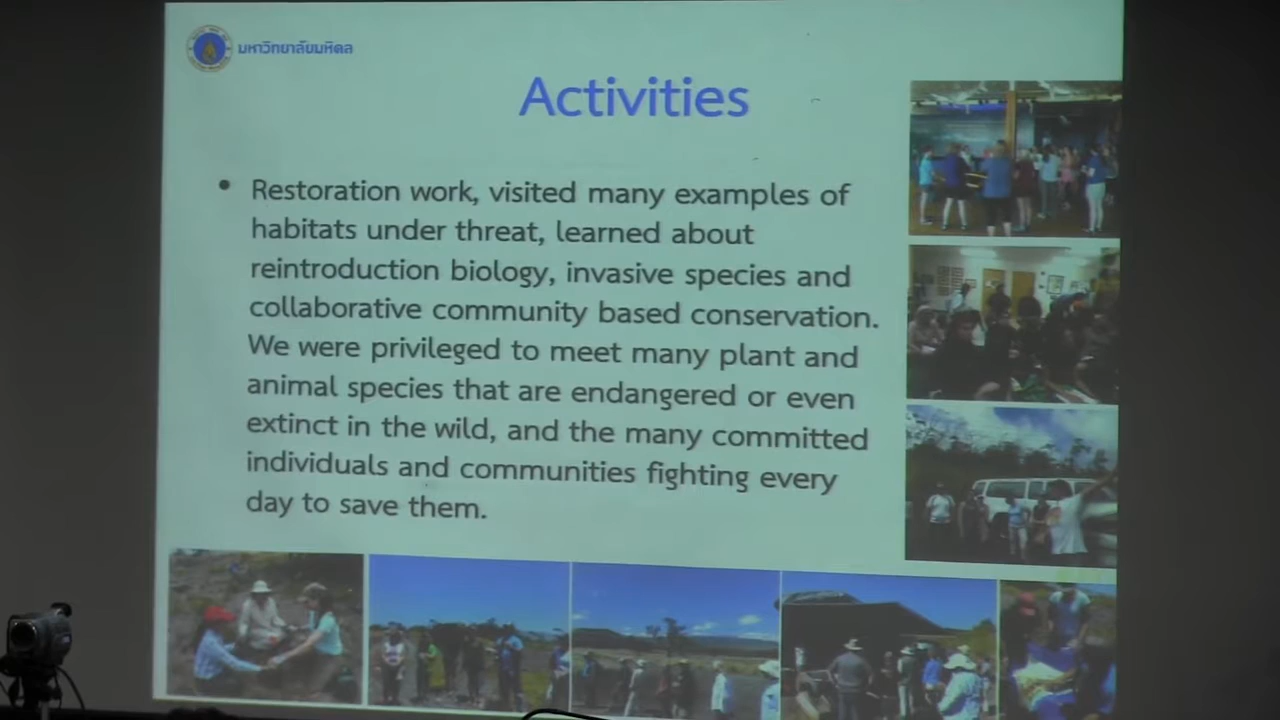 มหาวิทยาลัยมหิดล
Activities
• Restoration work, visited many examples of
habitats under threat, learned about
reintroduction biology, invasive species and
collaborative community based conservation.
We were privileged to meet many plant and
animal species that are endangered or even
extinct in the wild, and the many committed
individuals and communities fighting every
day to save them.